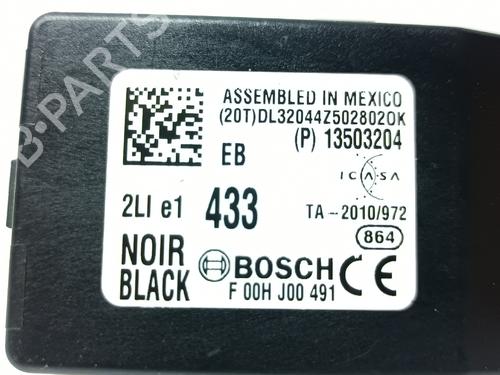 B-PARTS
ASSEMBLED IN MEXICO
(20T)DL32044Z502802OK
EB
(P) 13503204
ICASA
2LI e1 433
TA-2010/972
864
NOIR
BLACK
BOSCH CE
F 00H J00 491